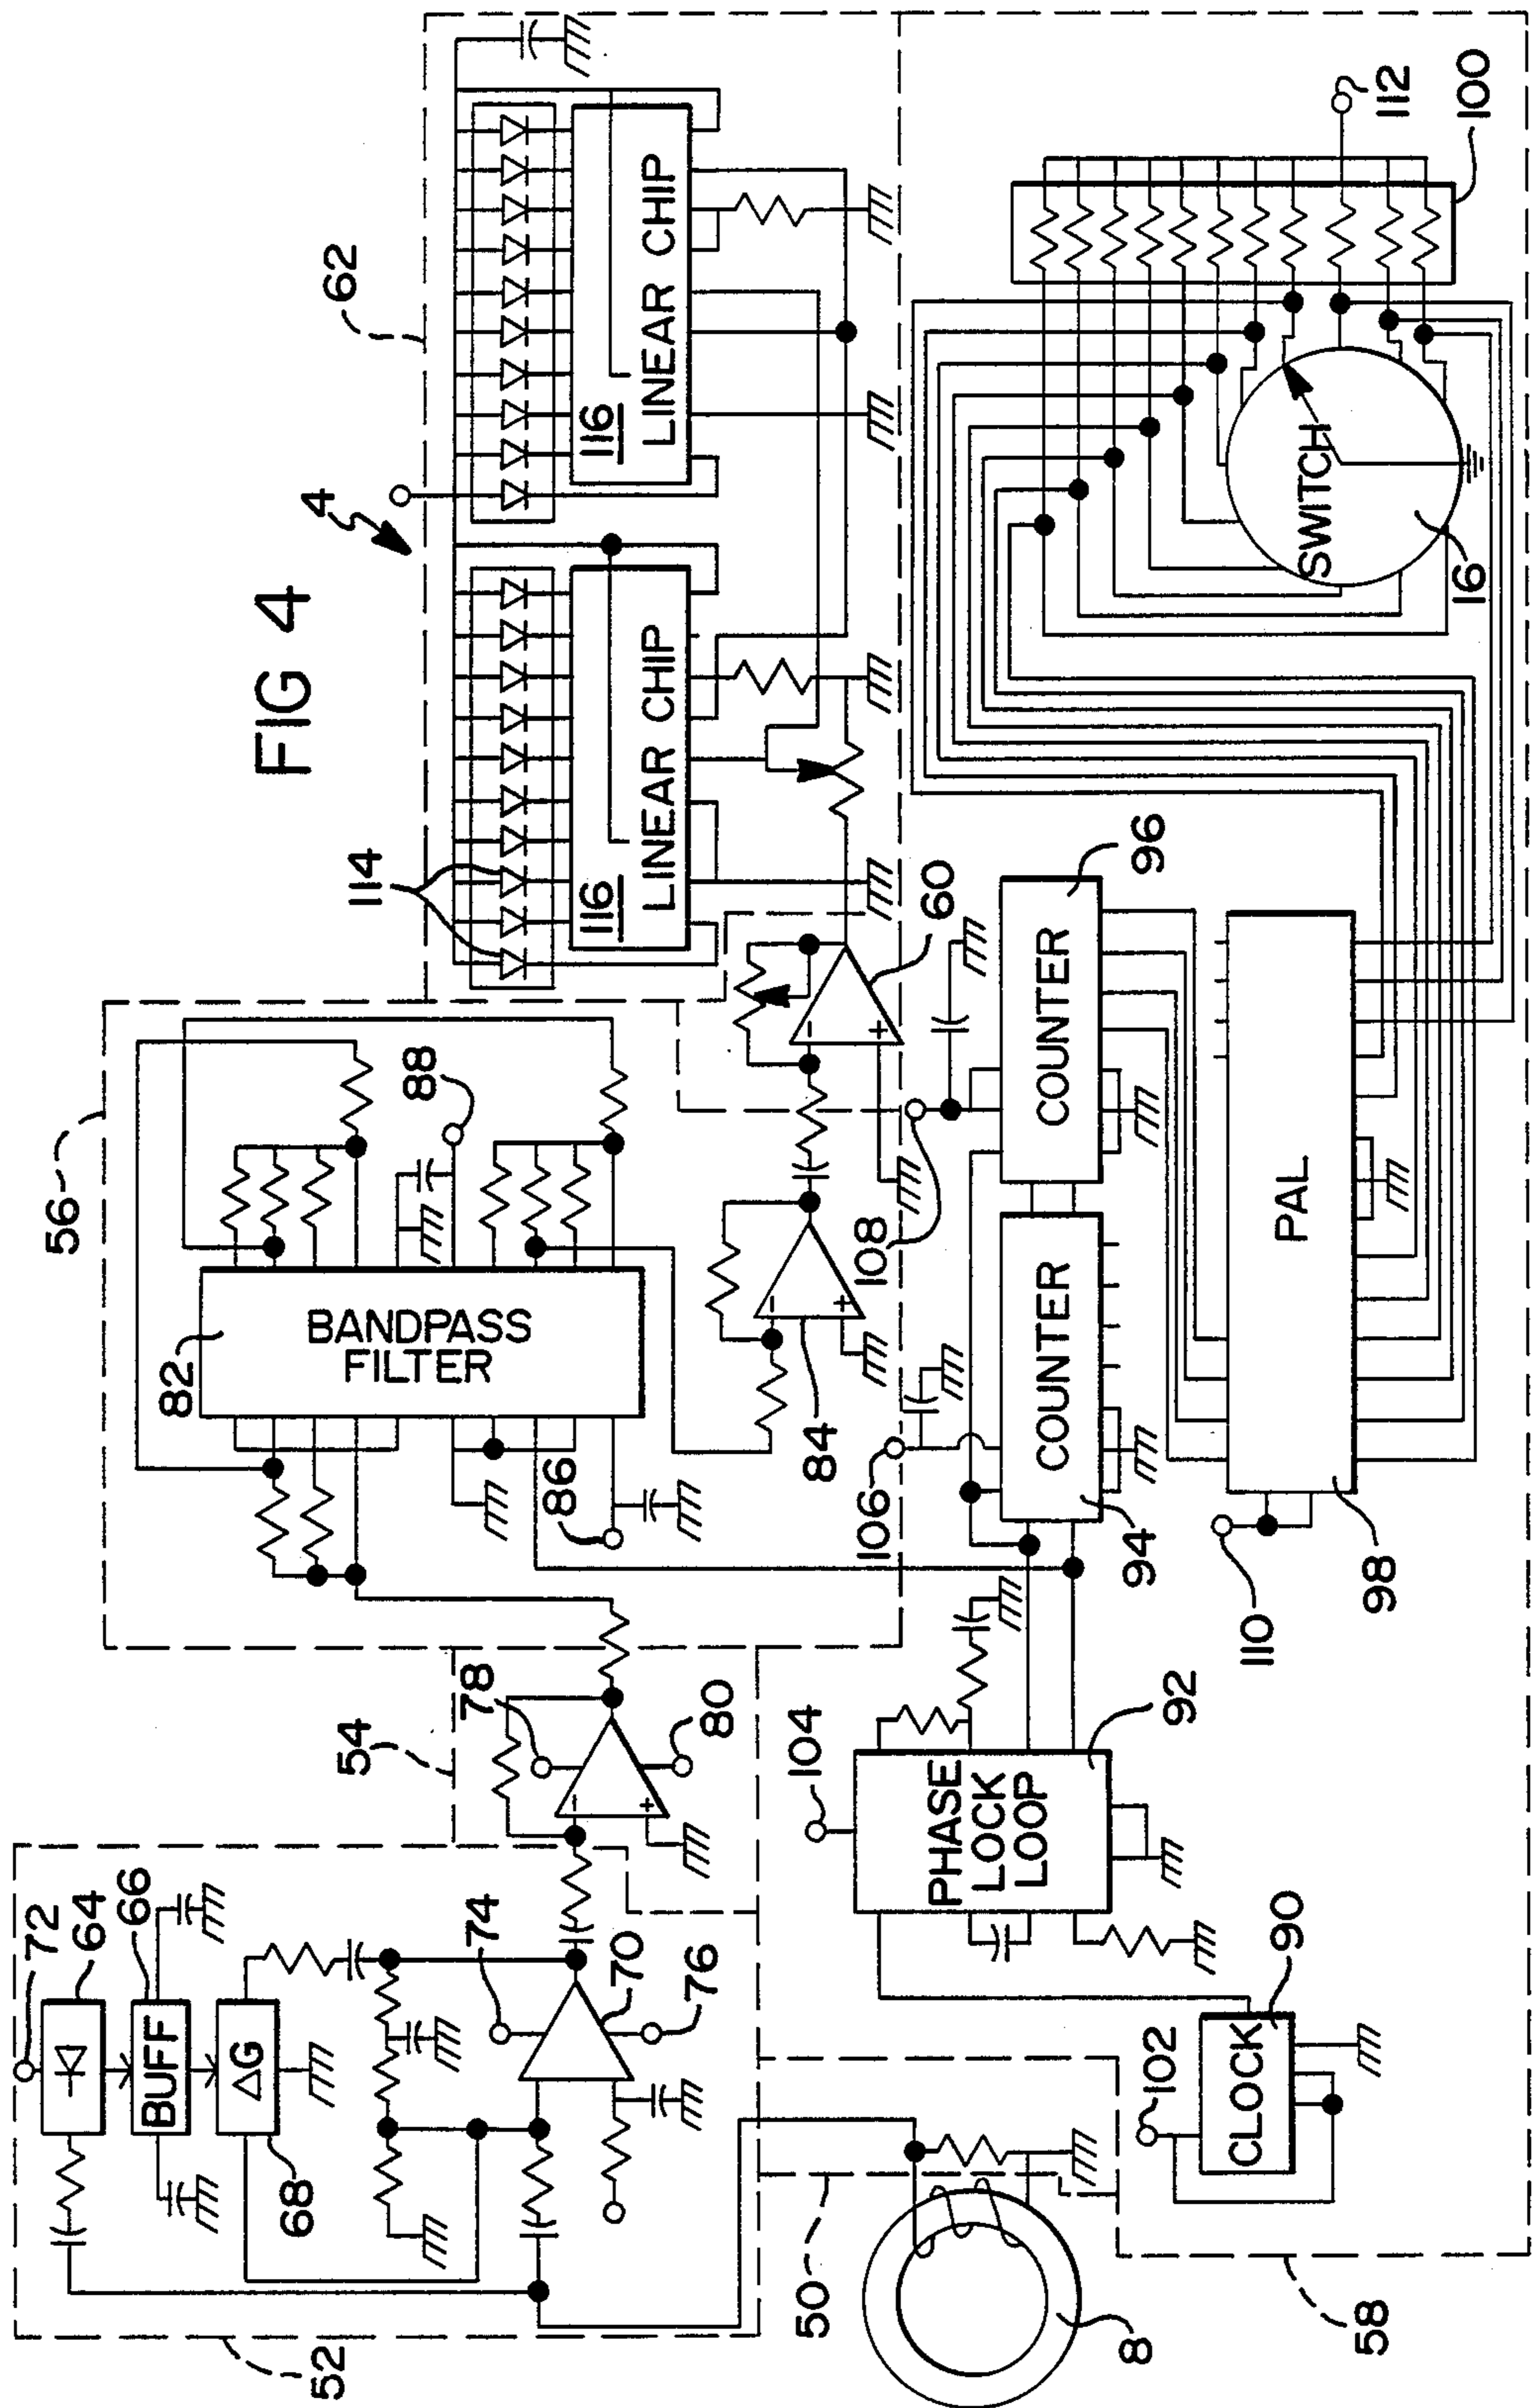 FIG 4
4
62
114
116
LINEAR CHIP
116
LINEAR CHIP
56
82
BANDPASS
FILTER
88
86
84
-
+
60
-
+
54
78
80
-
+
52
72
64
66
BUFF
68
ΔG
74
70
76
50
8
58
102
CLOCK
90
104
PHASE
LOCK
LOOP
92
106
COUNTER
94
108
COUNTER
96
110
PAL
98
SWITCH
16
100
112